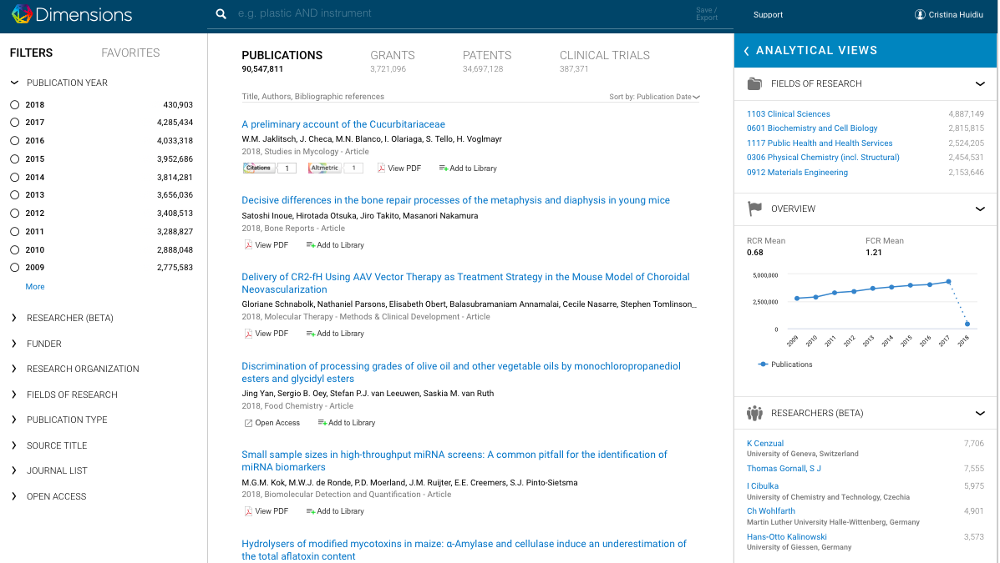 Dimensions
e.g. plastic AND instrument
Save /
Export
Support
Cristina Huidiu
FILTERS
FAVORITES
PUBLICATION YEAR
2018 430,903
2017 4,285,434
2016 4,033,318
2015 3,952,686
2014 3,814,281
2013 3,656,036
2012 3,408,513
2011 3,288,827
2010 2,888,048
2009 2,775,583
More
RESEARCHER (BETA)
FUNDER
RESEARCH ORGANIZATION
FIELDS OF RESEARCH
PUBLICATION TYPE
SOURCE TITLE
JOURNAL LIST
OPEN ACCESS
PUBLICATIONS
90,547,811
GRANTS
3,721,096
PATENTS
34,697,128
CLINICAL TRIALS
387,371
Title, Authors, Bibliographic references
Sort by: Publication Date
A preliminary account of the Cucurbitariaceae
W.M. Jaklitsch, J. Checa, M.N. Blanco, I. Olariaga, S. Tello, H. Voglmayr
2018, Studies in Mycology - Article
Citations 1 Altmetric 1 View PDF Add to Library
Decisive differences in the bone repair processes of the metaphysis and diaphysis in young mice
Satoshi Inoue, Hirotada Otsuka, Jiro Takito, Masanori Nakamura
2018, Bone Reports - Article
View PDF Add to Library
Delivery of CR2-fH Using AAV Vector Therapy as Treatment Strategy in the Mouse Model of Choroidal
Neovascularization
Gloriane Schnabolk, Nathaniel Parsons, Elisabeth Obert, Balasubramaniam Annamalai, Cecile Nasarre, Stephen Tomlinson_
2018, Molecular Therapy - Methods & Clinical Development - Article
View PDF Add to Library
Discrimination of processing grades of olive oil and other vegetable oils by monochloropropanediol
esters and glycidyl esters
Jing Yan, Sergio B. Oey, Stefan P.J. van Leeuwen, Saskia M. van Ruth
2018, Food Chemistry - Article
Open Access Add to Library
Small sample sizes in high-throughput miRNA screens: A common pitfall for the identification of
miRNA biomarkers
M.G.M. Kok, M.W.J. de Ronde, P.D. Moerland, J.M. Ruijter, E.E. Creemers, S.J. Pinto-Sietsma
2018, Biomolecular Detection and Quantification - Article
View PDF Add to Library
Hydrolysers of modified mycotoxins in maize: α-Amylase and cellulase induce an underestimation of
the total aflatoxin content
ANALYTICAL VIEWS
FIELDS OF RESEARCH
1103 Clinical Sciences 4,887,149
0601 Biochemistry and Cell Biology 2,815,815
1117 Public Health and Health Services 2,524,205
0306 Physical Chemistry (incl. Structural) 2,454,531
0912 Materials Engineering 2,153,646
OVERVIEW
RCR Mean
0.68
FCR Mean
1.21
5,000,000
2,500,000
0
2009 2010 2011 2012 2013 2014 2015 2016 2017 2018
Publications
RESEARCHERS (BETA)
K Cenzual 7,706
University of Geneva, Switzerland
Thomas Gornall, S J 7,555
I Cibulka 5,975
University of Chemistry and Technology, Czechia
Ch Wohlfarth 4,901
Martin Luther University Halle-Wittenberg, Germany
Hans-Otto Kalinowski 3,573
University of Giessen, Germany